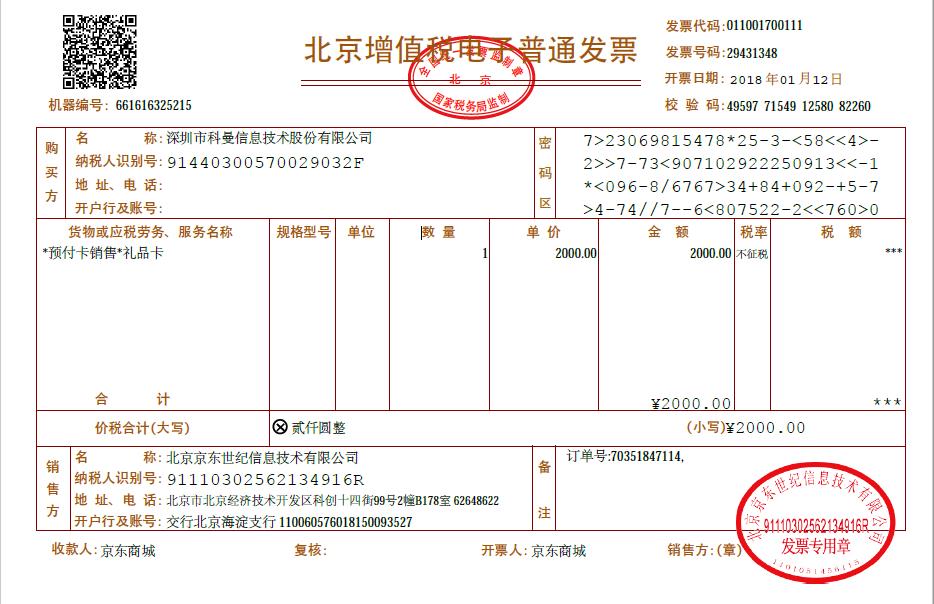 北京增值税电子普通发票
全国统一发票监制章
北 京
国家税务局监制
发票代码:011001700111
发票号码:29431348
开票日期: 2018 年 01 月 12 日
校 验 码:49597 71549 12580 82260
机器编号: 661616325215
购买方
名 称:深圳市科曼信息技术股份有限公司
纳税人识别号:91440300570029032F
地 址、电 话:
开户行及账号:
密码区
7>23069815478*25-3-<58<<4>-
2>>7-73<907102922250913<<-1
*<096-8/6767>34+84+092-+5-7
>4-74//7--6<807522-2<<760>0
货物或应税劳务、服务名称 规格型号 单位 数 量 单 价 金 额 税率 税 额
*预付卡销售*礼品卡 1 2000.00 2000.00 不征税 ***
合 计 ¥2000.00 ***
价税合计(大写) ⊗贰仟圆整 (小写)¥2000.00
销售方
名 称:北京京东世纪信息技术有限公司
纳税人识别号:91110302562134916R
地 址、电 话:北京市北京经济技术开发区科创十四街99号2幢B178室 62648622
开户行及账号:交行北京海淀支行 110060576018150093527
备注
订单号:70351847114,
收款人:京东商城 复核: 开票人:京东商城 销售方:(章)
北京京东世纪信息技术有限公司
91110302562134916R
发票专用章